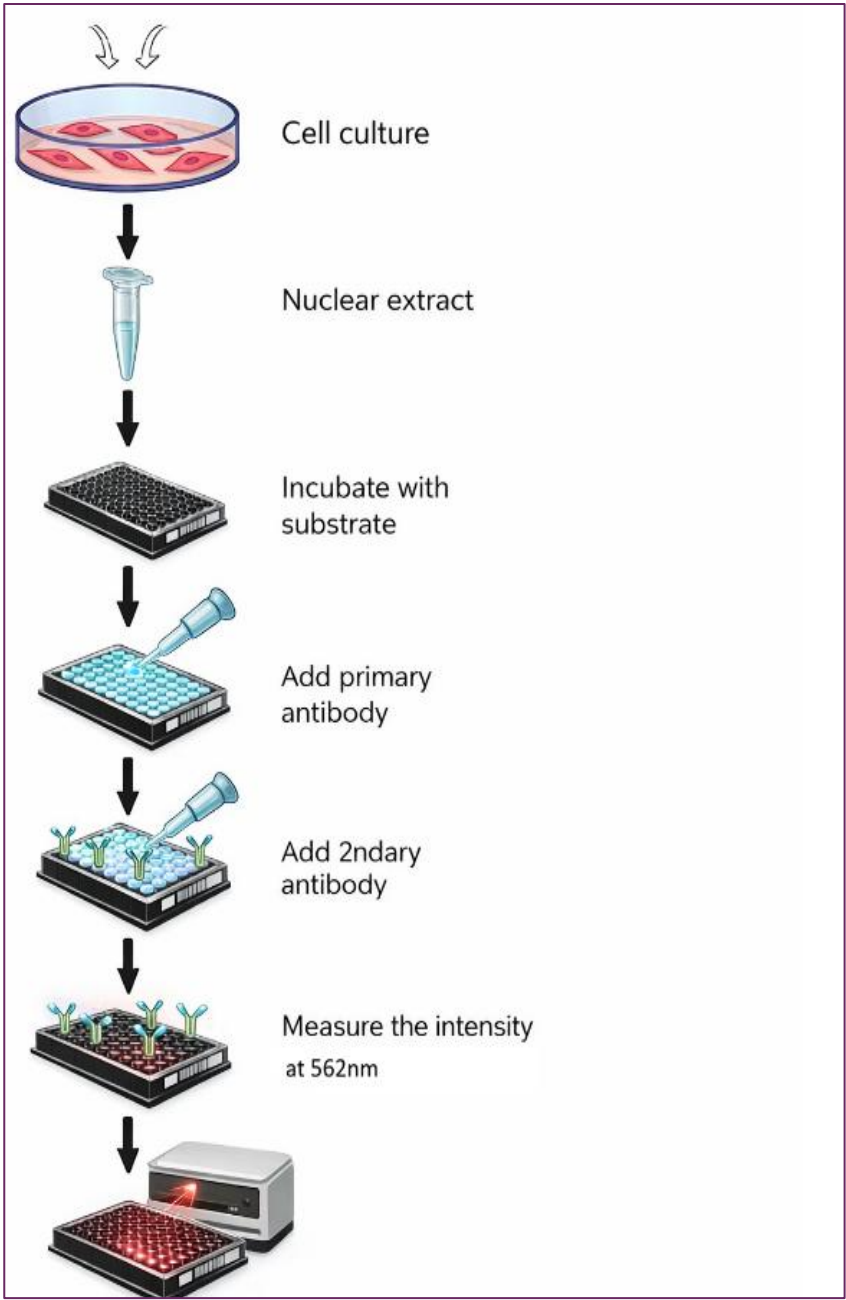 Cell culture
Nuclear extract
Incubate with
substrate
Add primary
antibody
Add 2ndary
antibody
Measure the intensity
at 562nm